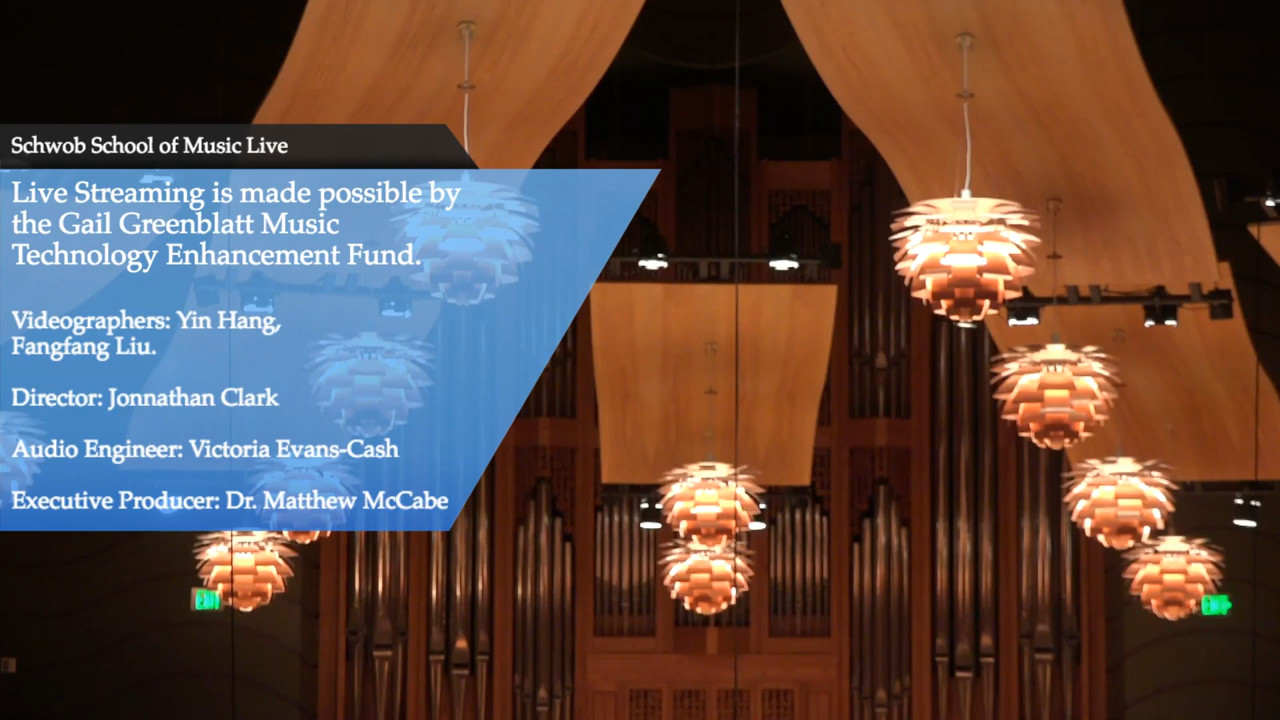 Schwob School of Music Live
Live Streaming is made possible by
the Gail Greenblatt Music
Technology Enhancement Fund.
Videographers: Yin Hang,
Fangfang Liu.
Director: Jonnathan Clark
Audio Engineer: Victoria Evans-Cash
Executive Producer: Dr. Matthew McCabe
EXIT